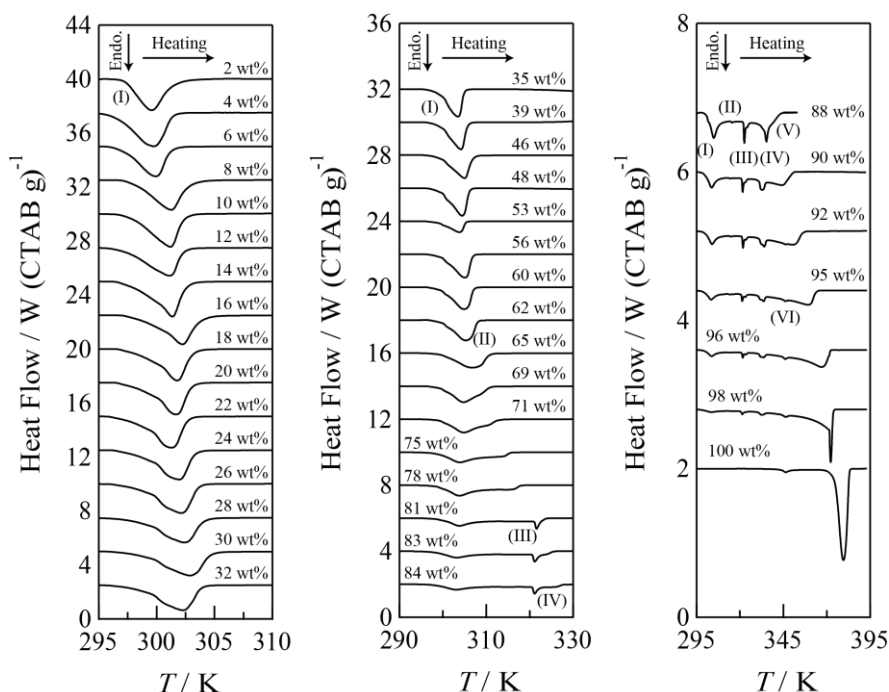 Heat Flow / W (CTAB g)⁻¹
44
40
36
32
28
24
20
16
12
8
4
0
Endo.
Heating
(I)
2 wt%
4 wt%
6 wt%
8 wt%
10 wt%
12 wt%
14 wt%
16 wt%
18 wt%
20 wt%
22 wt%
24 wt%
26 wt%
28 wt%
30 wt%
32 wt%
295 300 305 310
T / K
Heat Flow / W (CTAB g)⁻¹
36
32
28
24
20
16
12
8
4
0
Endo.
Heating
(I)
35 wt%
39 wt%
46 wt%
48 wt%
53 wt%
56 wt%
60 wt%
62 wt%
(II)
65 wt%
69 wt%
71 wt%
75 wt%
78 wt%
81 wt%
(III)
83 wt%
84 wt%
(IV)
290 300 310 320 330
T / K
Heat Flow / W (CTAB g)⁻¹
8
6
4
2
0
Endo.
Heating
(II)
88 wt%
(V)
(I) (III) (IV)
90 wt%
92 wt%
95 wt%
(VI)
96 wt%
98 wt%
100 wt%
295 345 395
T / K